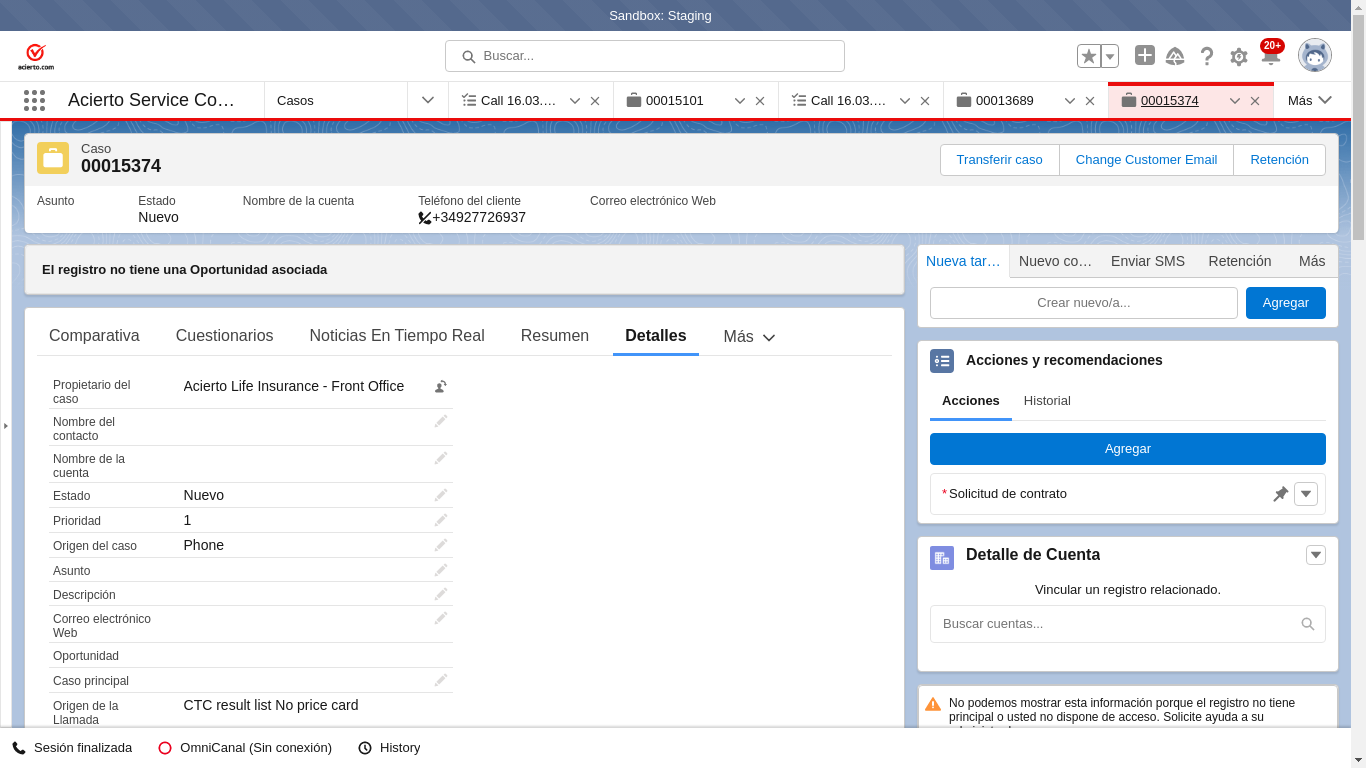 Sandbox: Staging
acierto.com
Buscar...
20+
Acierto Service Co…
Casos
Call 16.03.…
00015101
Call 16.03.…
00013689
00015374
Más
Caso
00015374
Transferir caso
Change Customer Email
Retención
Asunto
Estado
Nuevo
Nombre de la cuenta
Teléfono del cliente
+34927726937
Correo electrónico Web
El registro no tiene una Oportunidad asociada
Comparativa
Cuestionarios
Noticias En Tiempo Real
Resumen
Detalles
Más
Propietario del
caso
Acierto Life Insurance - Front Office
Nombre del
contacto
Nombre de la
cuenta
Estado
Nuevo
Prioridad
1
Origen del caso
Phone
Asunto
Descripción
Correo electrónico
Web
Oportunidad
Caso principal
Origen de la
Llamada
CTC result list No price card
Nueva tar…
Nuevo co…
Enviar SMS
Retención
Más
Crear nuevo/a...
Agregar
Acciones y recomendaciones
Acciones
Historial
Agregar
*Solicitud de contrato
Detalle de Cuenta
Vincular un registro relacionado.
Buscar cuentas...
No podemos mostrar esta información porque el registro no tiene
principal o usted no dispone de acceso. Solicite ayuda a su
Sesión finalizada
OmniCanal (Sin conexión)
History